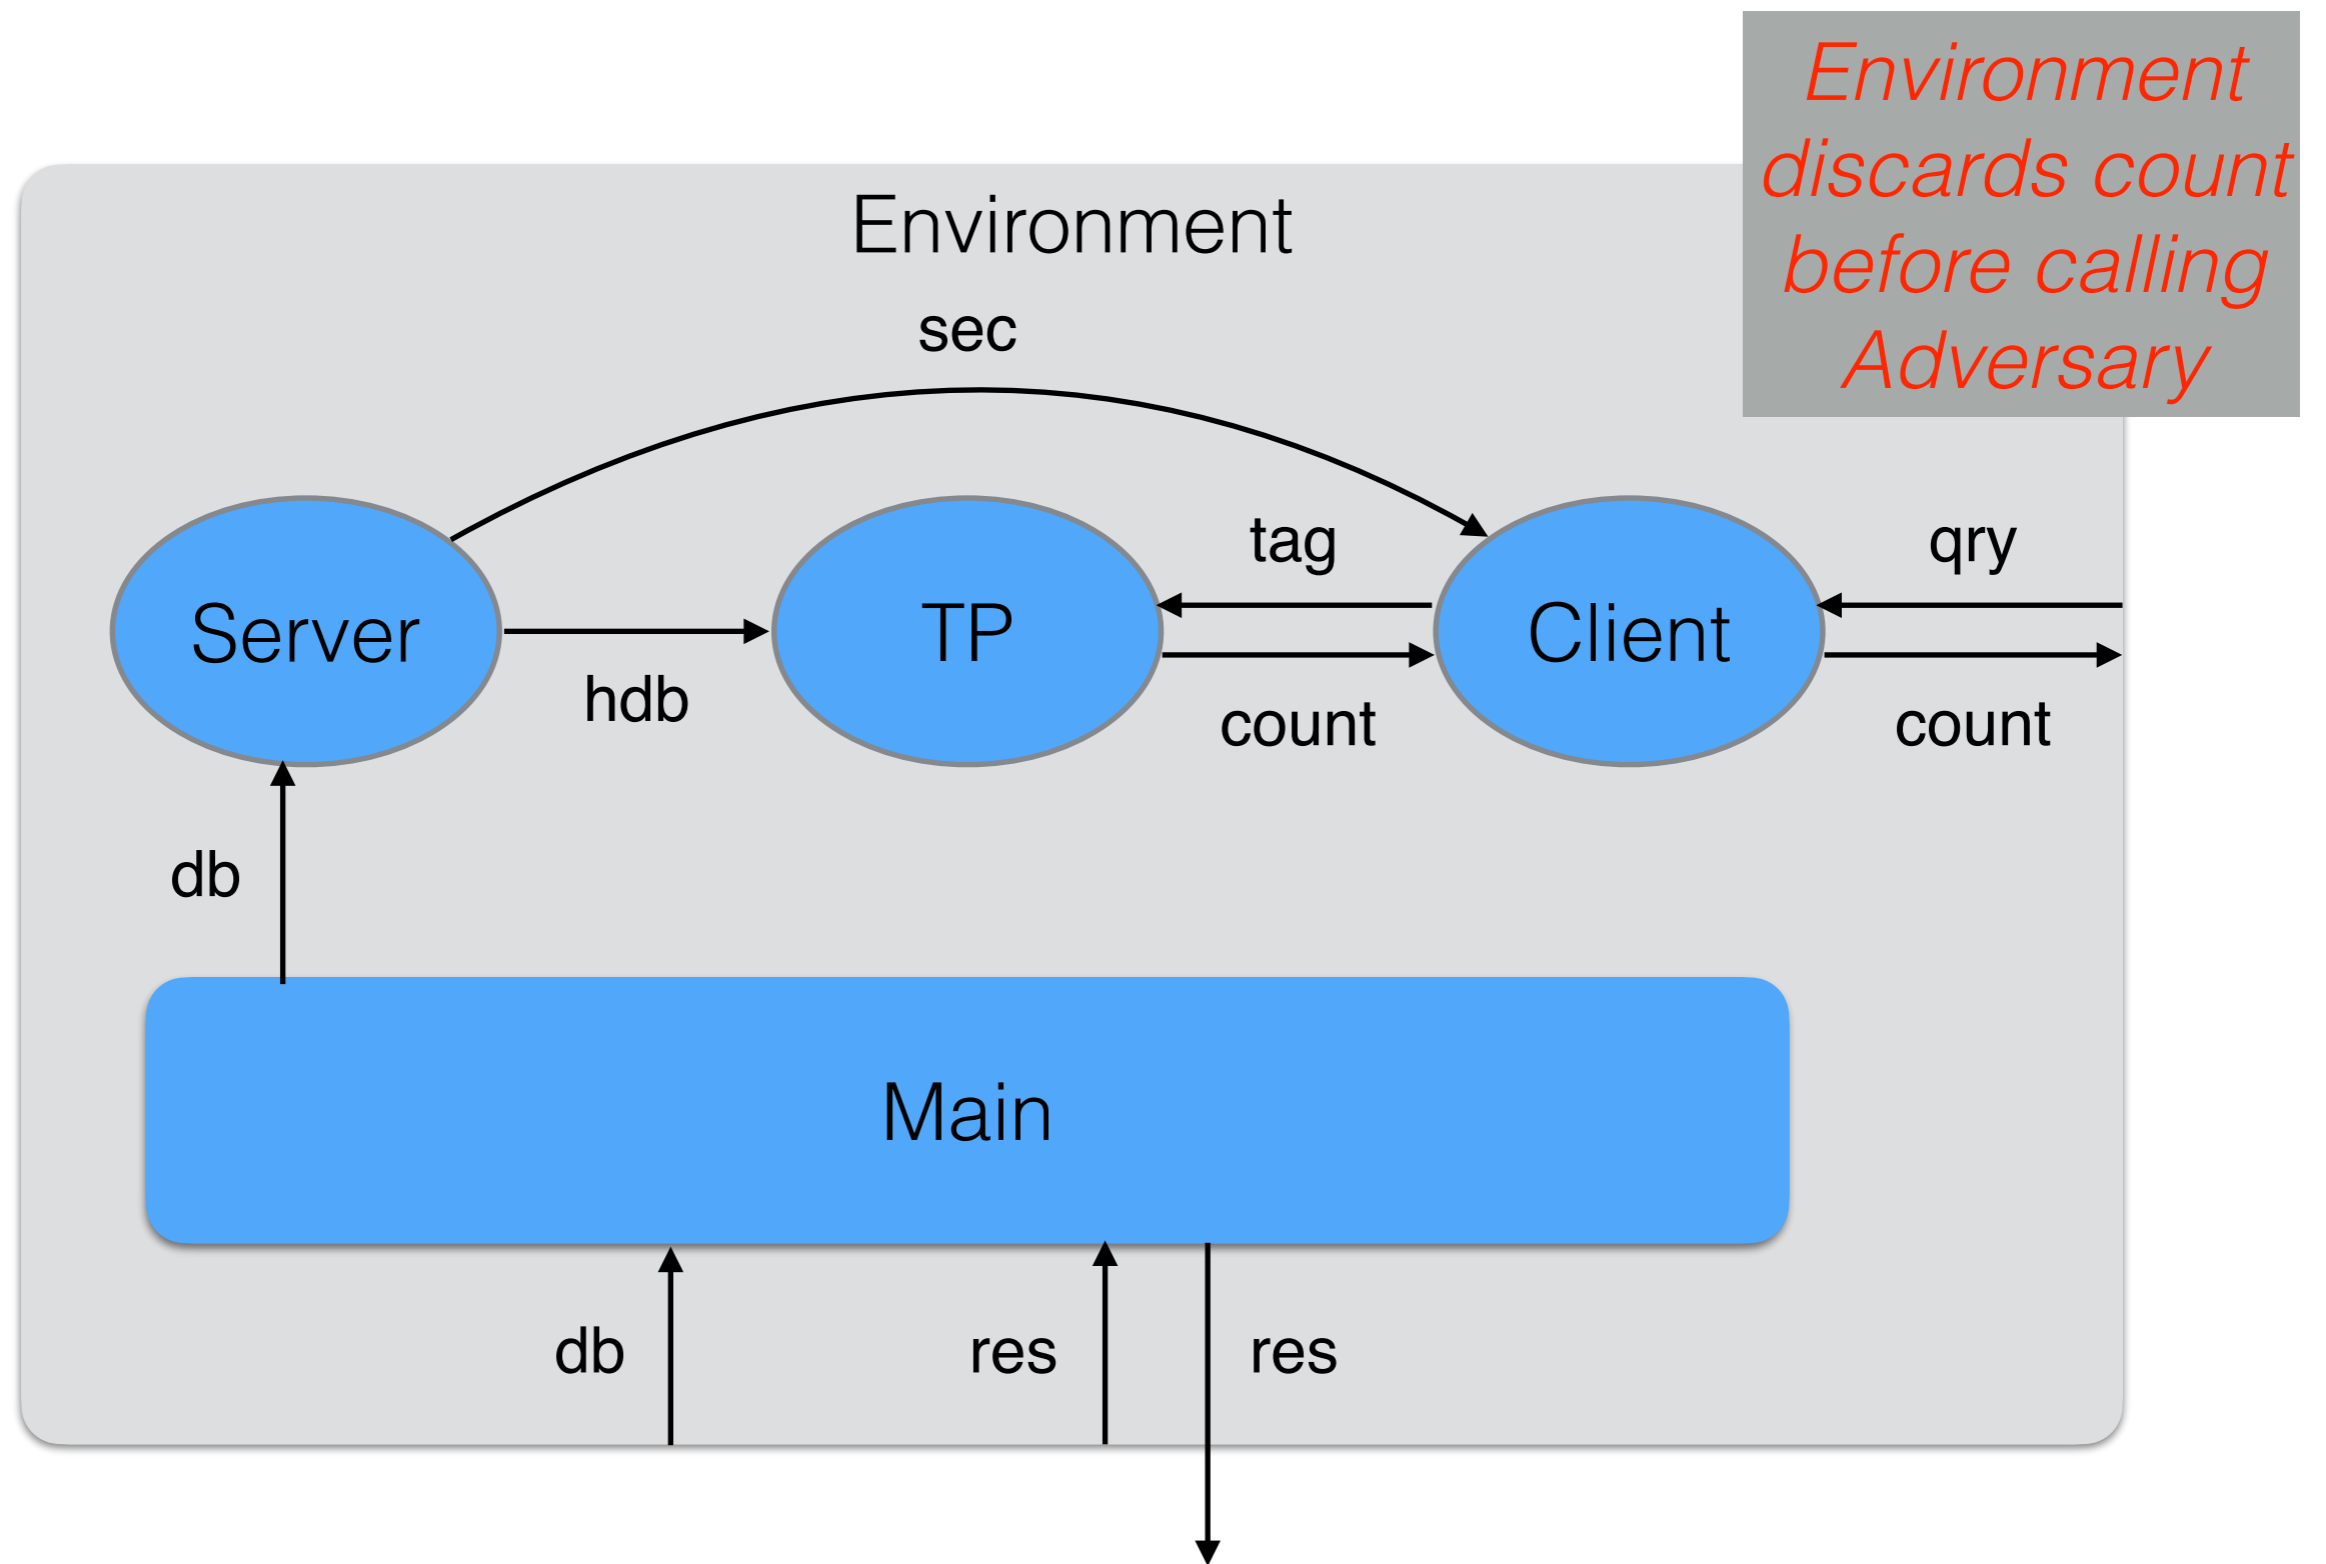 Environment
discards count
before calling
Adversary
Environment
sec
tag
qry
Server
TP
Client
hdb
count
count
db
Main
db
res
res